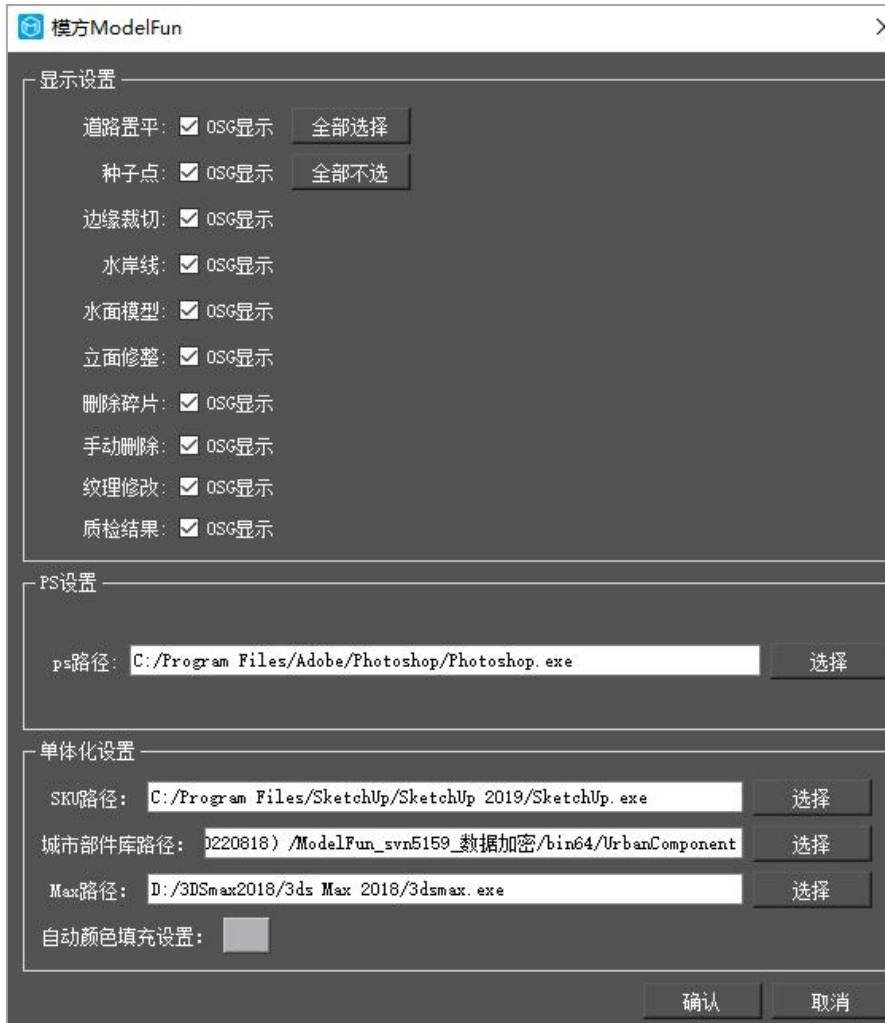 模方ModelFun
显示设置
道路置平: OSG显示 全部选择
种子点: OSG显示 全部不选
边缘裁切: OSG显示
水岸线: OSG显示
水面模型: OSG显示
立面修整: OSG显示
删除碎片: OSG显示
手动删除: OSG显示
纹理修改: OSG显示
质检结果: OSG显示
PS设置
ps路径: C:/Program Files/Adobe/Photoshop/Photoshop.exe 选择
单体化设置
SKU路径: C:/Program Files/SketchUp/SketchUp 2019/SketchUp.exe 选择
城市部件库路径: 0220818）/ModelFun_svn5159_数据加密/bin64/UrbanComponent 选择
Max路径: D:/3DSmax2018/3ds Max 2018/3dsmax.exe 选择
自动颜色填充设置:
确认 取消